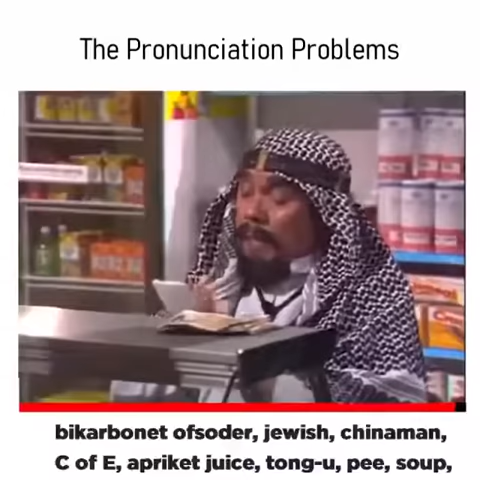 The Pronunciation Problems
bikarbonet ofsoder, jewish, chinaman,
C of E, apriket juice, tong-u, pee, soup,